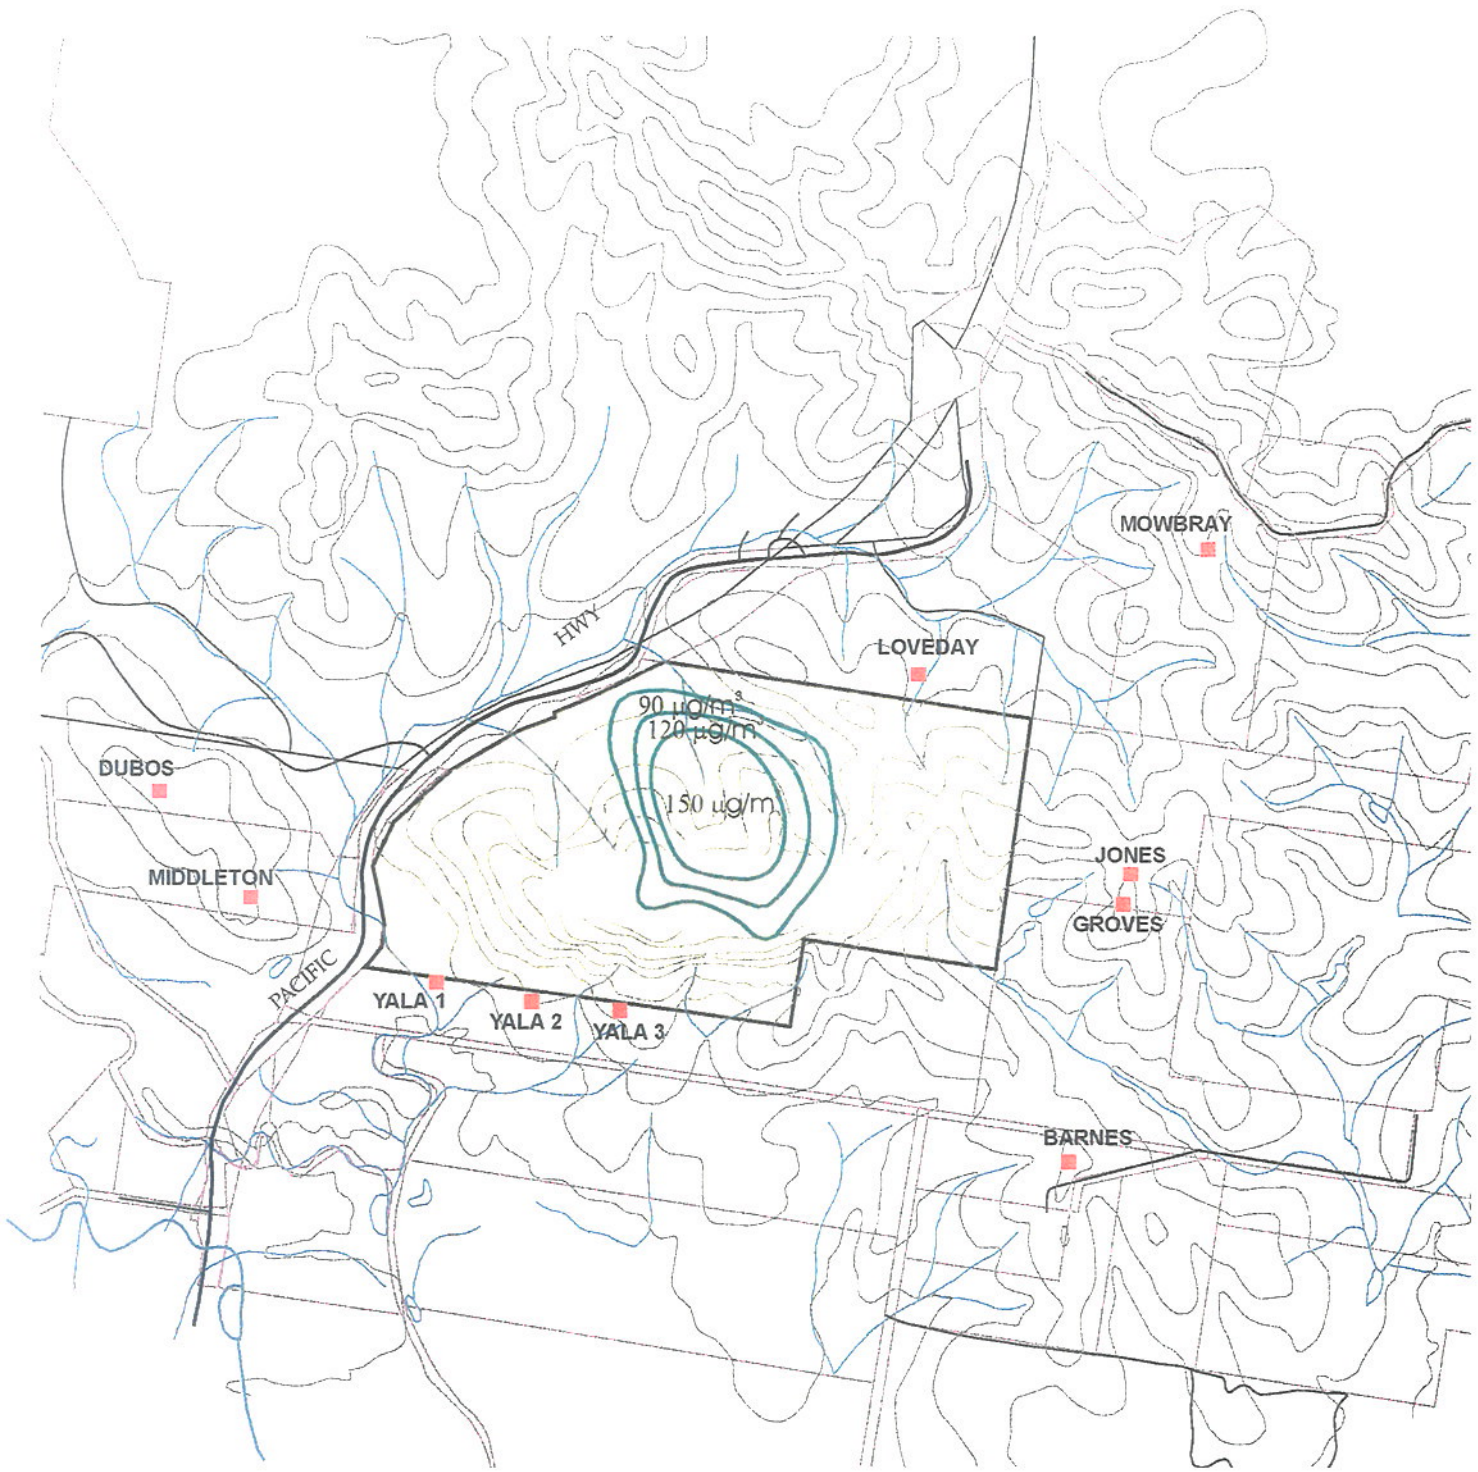 MOWBRAY
HWY
LOVEDAY
90 µg/m³
120 µg/m³
DUBOS
150 µg/m³
JONES
MIDDLETON
GROVES
PACIFIC
YALA 1
YALA 2
YALA 3
BARNES